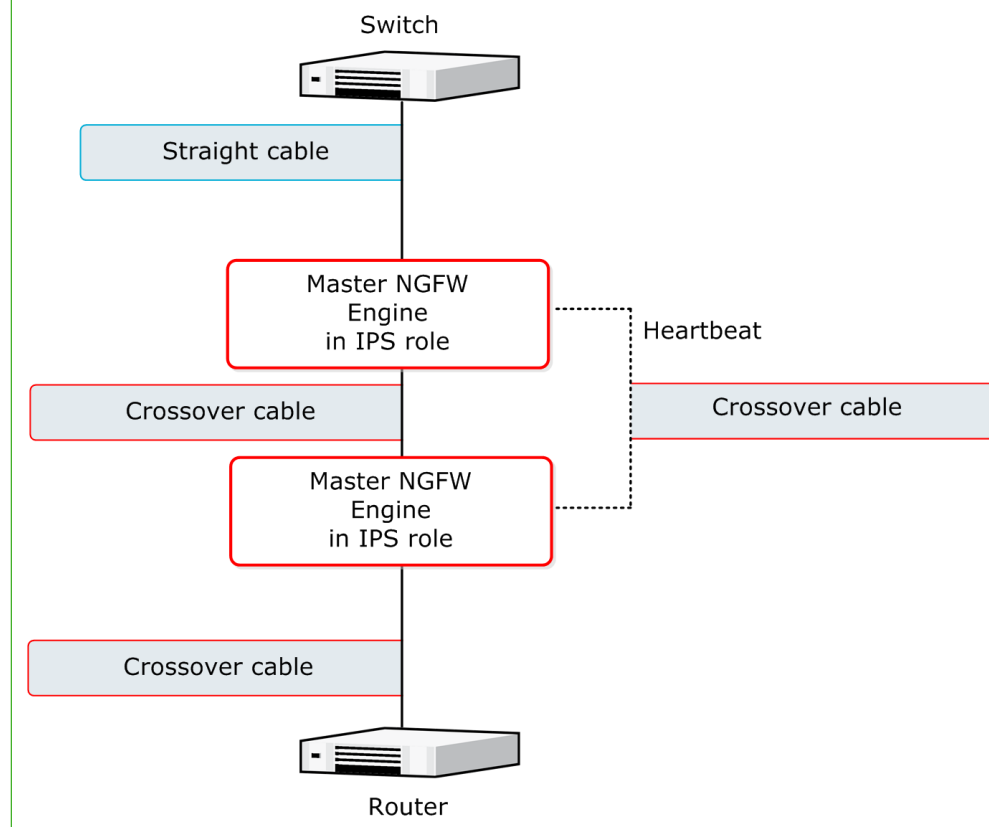 Switch
Straight cable
Master NGFW
Engine
in IPS role
Heartbeat
Crossover cable
Crossover cable
Master NGFW
Engine
in IPS role
Crossover cable
Router